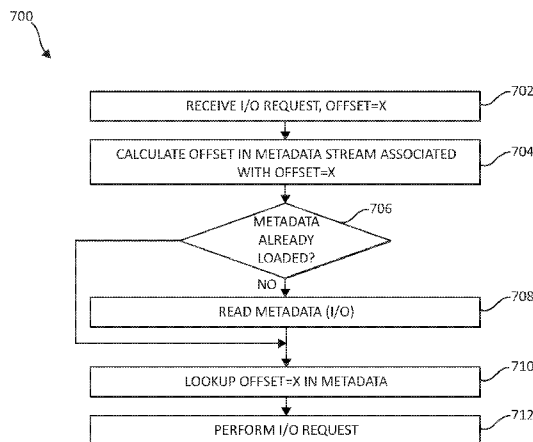 700
RECEIVE I/O REQUEST, OFFSET=X
702
CALCULATE OFFSET IN METADATA STREAM ASSOCIATED
WITH OFFSET=X
704
METADATA
ALREADY
LOADED?
706
NO
READ METADATA (I/O)
708
LOOKUP OFFSET=X IN METADATA
710
PERFORM I/O REQUEST
712